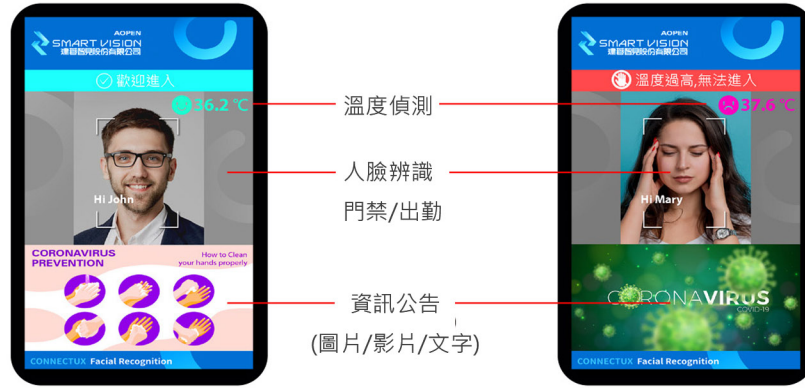 AOPEN
SMART VISION
建碁智見股份有限公司
歡迎進入
36.2 °C
Hi John
CORONAVIRUS
PREVENTION
How to Clean
your hands properly
CONNECTUX Facial Recognition
溫度偵測
人臉辨識
門禁/出勤
資訊公告
(圖片/影片/文字)
AOPEN
SMART VISION
建碁智見股份有限公司
溫度過高,無法進入
37.6 °C
Hi Mary
CORONAVIRUS
COVID-19
CONNECTUX Facial Recognition